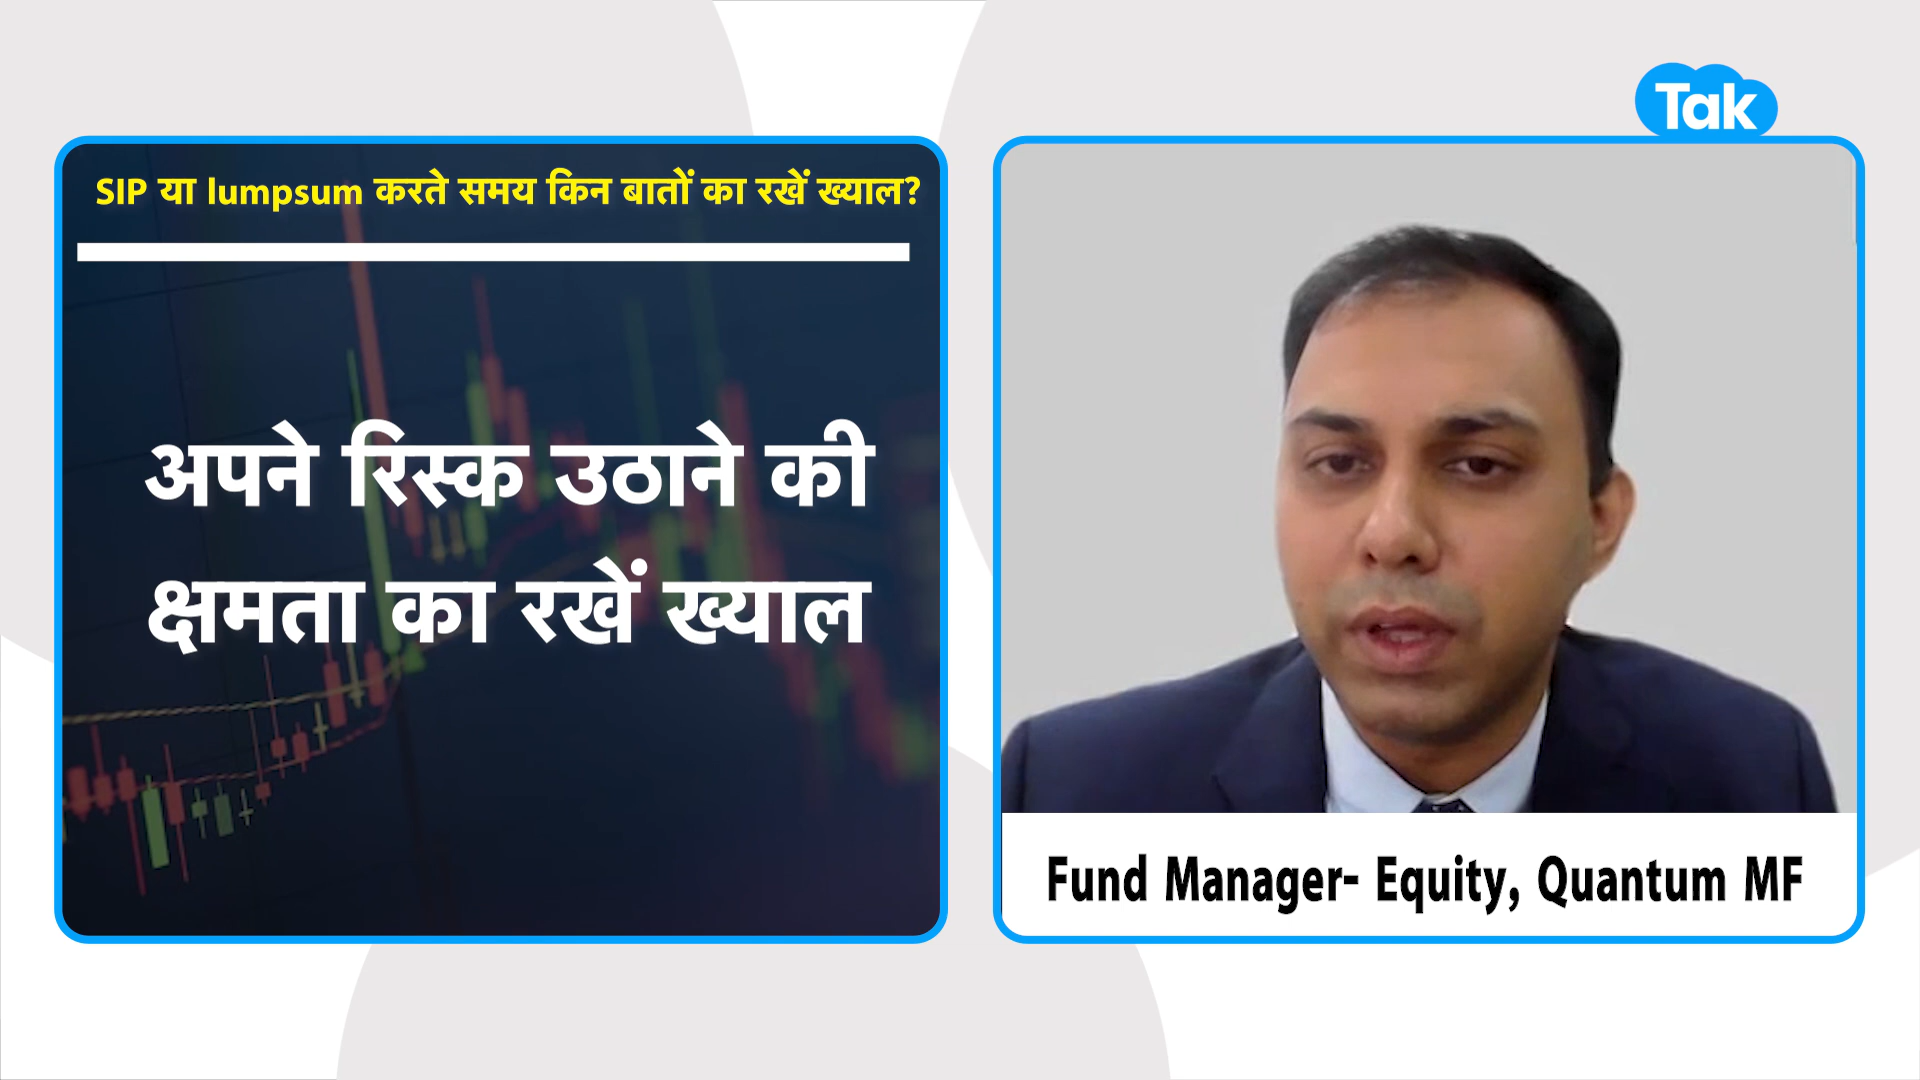 Tak
SIP या lumpsum करते समय किन बातों का रखें ख्याल?
अपने रिस्क उठाने की
क्षमता का रखें ख्याल
Fund Manager- Equity, Quantum MF